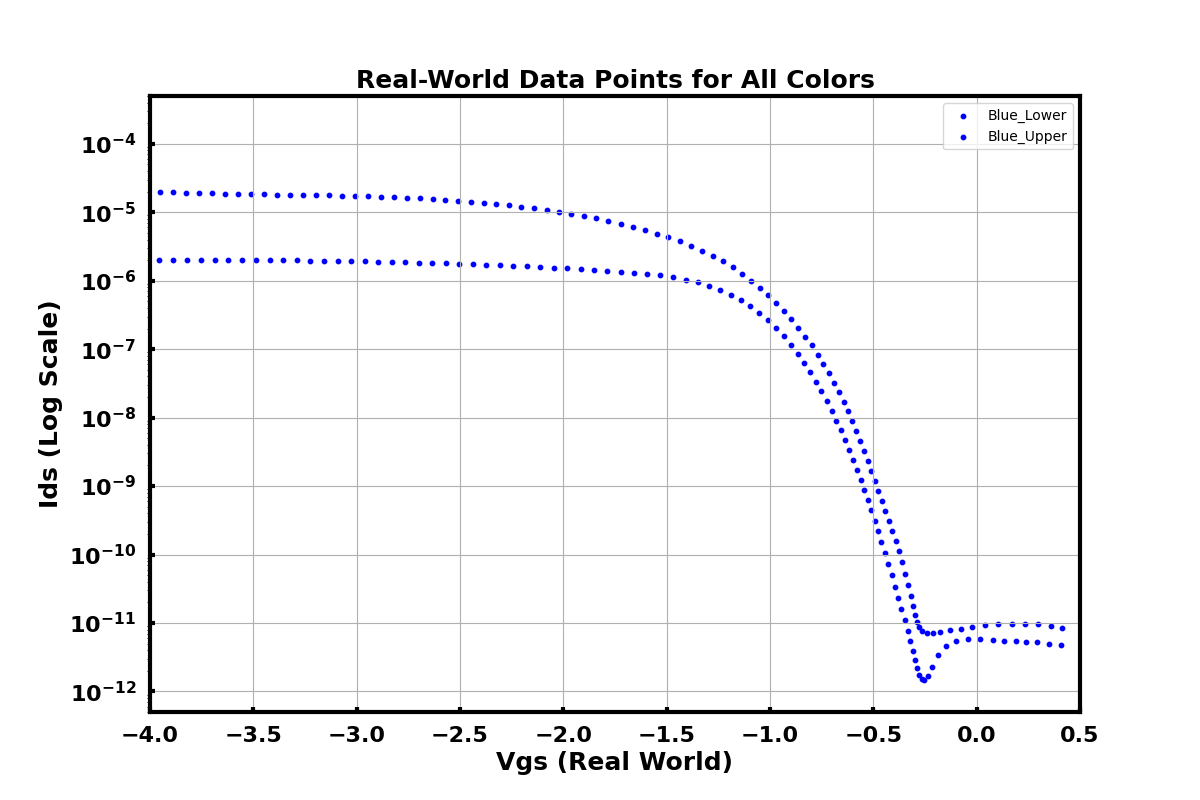 Real-World Data Points for All Colors
Blue_Lower
Blue_Upper
Ids (Log Scale)
10⁻⁴
10⁻⁵
10⁻⁶
10⁻⁷
10⁻⁸
10⁻⁹
10⁻¹⁰
10⁻¹¹
10⁻¹²
−4.0 −3.5 −3.0 −2.5 −2.0 −1.5 −1.0 −0.5 0.0 0.5
Vgs (Real World)